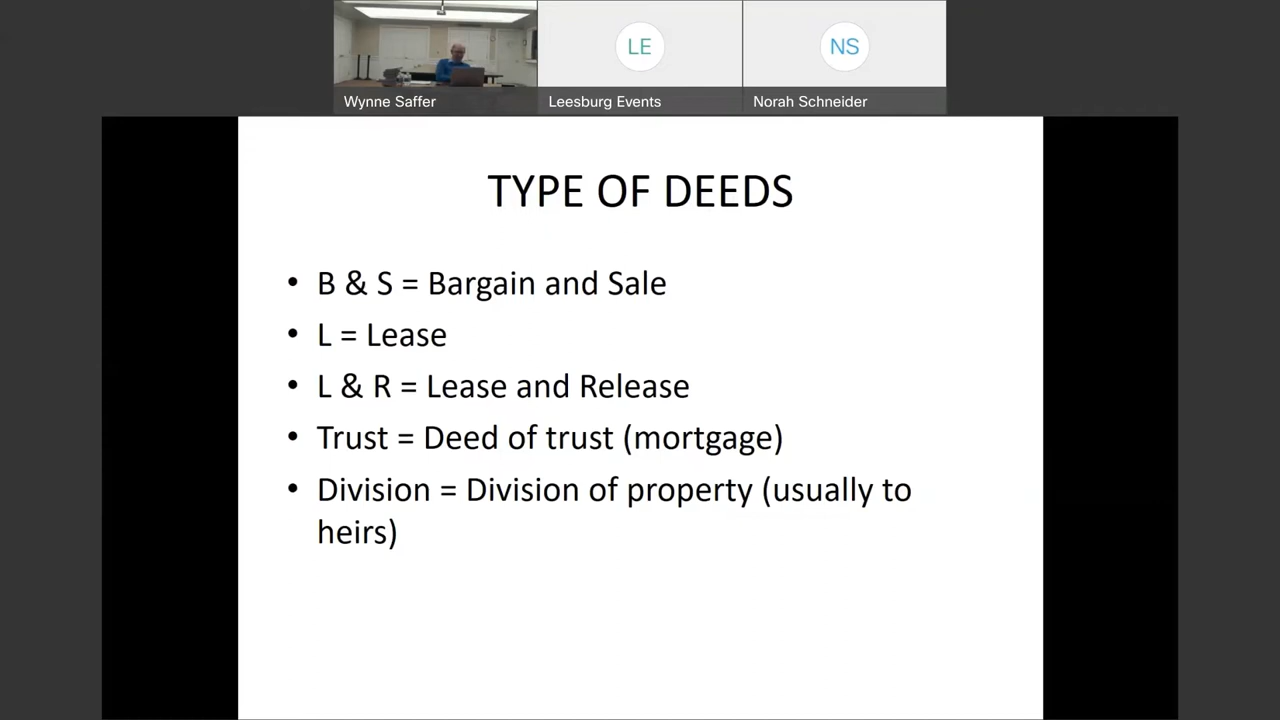 LE
NS
Wynne Saffer
Leesburg Events
Norah Schneider
TYPE OF DEEDS
• B & S = Bargain and Sale
• L = Lease
• L & R = Lease and Release
• Trust = Deed of trust (mortgage)
• Division = Division of property (usually to
heirs)